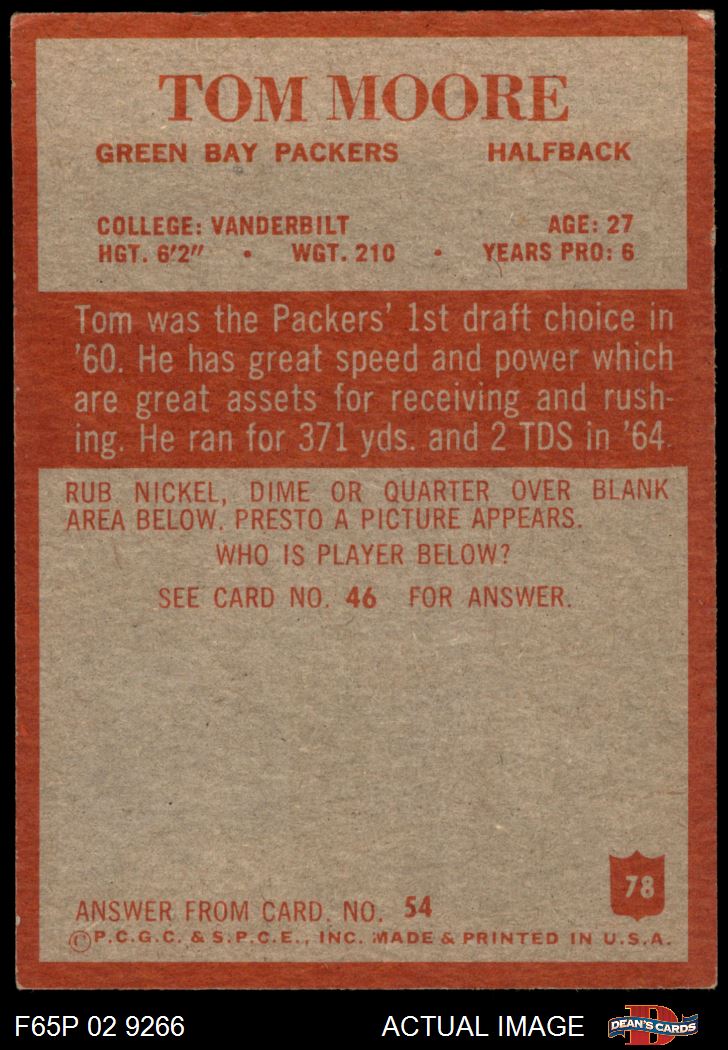 TOM MOORE
GREEN BAY PACKERS HALFBACK
COLLEGE: VANDERBILT AGE: 27
HGT. 6'2" • WGT. 210 • YEARS PRO: 6
Tom was the Packers' 1st draft choice in
'60. He has great speed and power which
are great assets for receiving and rush-
ing. He ran for 371 yds. and 2 TDS in '64.
RUB NICKEL, DIME OR QUARTER OVER BLANK
AREA BELOW. PRESTO A PICTURE APPEARS.
WHO IS PLAYER BELOW?
SEE CARD NO. 46 FOR ANSWER.
78
ANSWER FROM CARD. NO. 54
©P.C.G.C. & S.P.C.E., INC. MADE & PRINTED IN U.S.A.
F65P 02 9266 ACTUAL IMAGE D DEAN'S CARDS